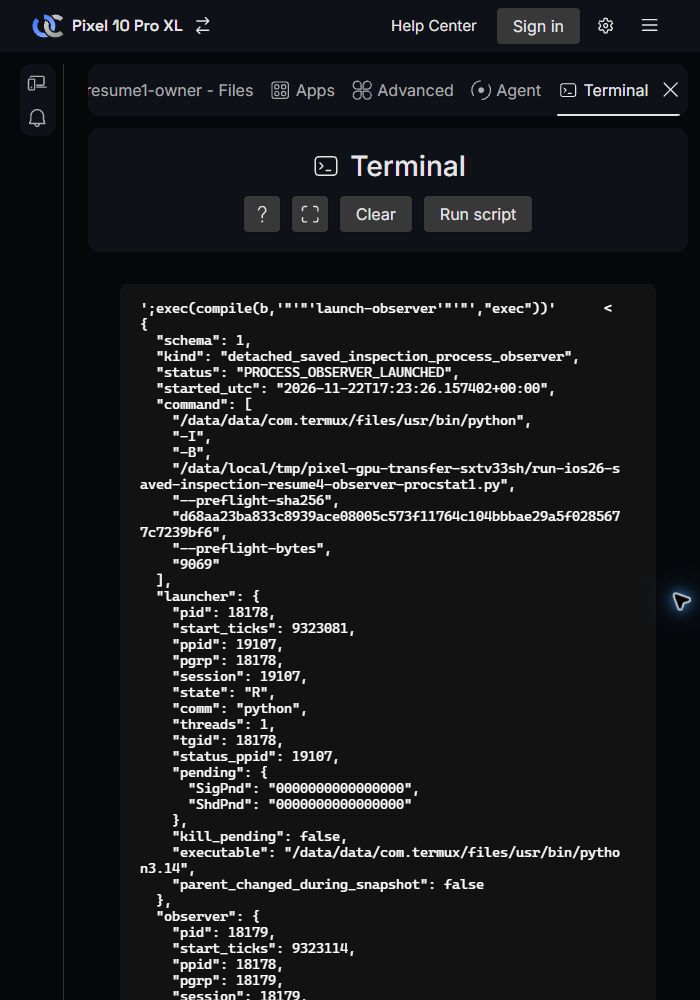 Pixel 10 Pro XL
Help Center
Sign in
resume1-owner - Files
Apps
Advanced
Agent
Terminal
Terminal
?
Clear
Run script
';exec(compile(b,'"'"'launch-observer'"'"',"exec"))' <
{
"schema": 1,
"kind": "detached_saved_inspection_process_observer",
"status": "PROCESS_OBSERVER_LAUNCHED",
"started_utc": "2026-11-22T17:23:26.157402+00:00",
"command": [
"/data/data/com.termux/files/usr/bin/python",
"-I",
"-B",
"/data/local/tmp/pixel-gpu-transfer-sxtv33sh/run-ios26-s
aved-inspection-resume4-observer-procstat1.py",
"--preflight-sha256",
"d68aa23ba833c8939ace08005c573f11764c104bbbae29a5f028567
7c7239bf6",
"--preflight-bytes",
"9069"
],
"launcher": {
"pid": 18178,
"start_ticks": 9323081,
"ppid": 19107,
"pgrp": 18178,
"session": 19107,
"state": "R",
"comm": "python",
"threads": 1,
"tgid": 18178,
"status_ppid": 19107,
"pending": {
"SigPnd": "0000000000000000",
"ShdPnd": "0000000000000000"
},
"kill_pending": false,
"executable": "/data/data/com.termux/files/usr/bin/pytho
n3.14",
"parent_changed_during_snapshot": false
},
"observer": {
"pid": 18179,
"start_ticks": 9323114,
"ppid": 18178,
"pgrp": 18179,
"session": 18179,